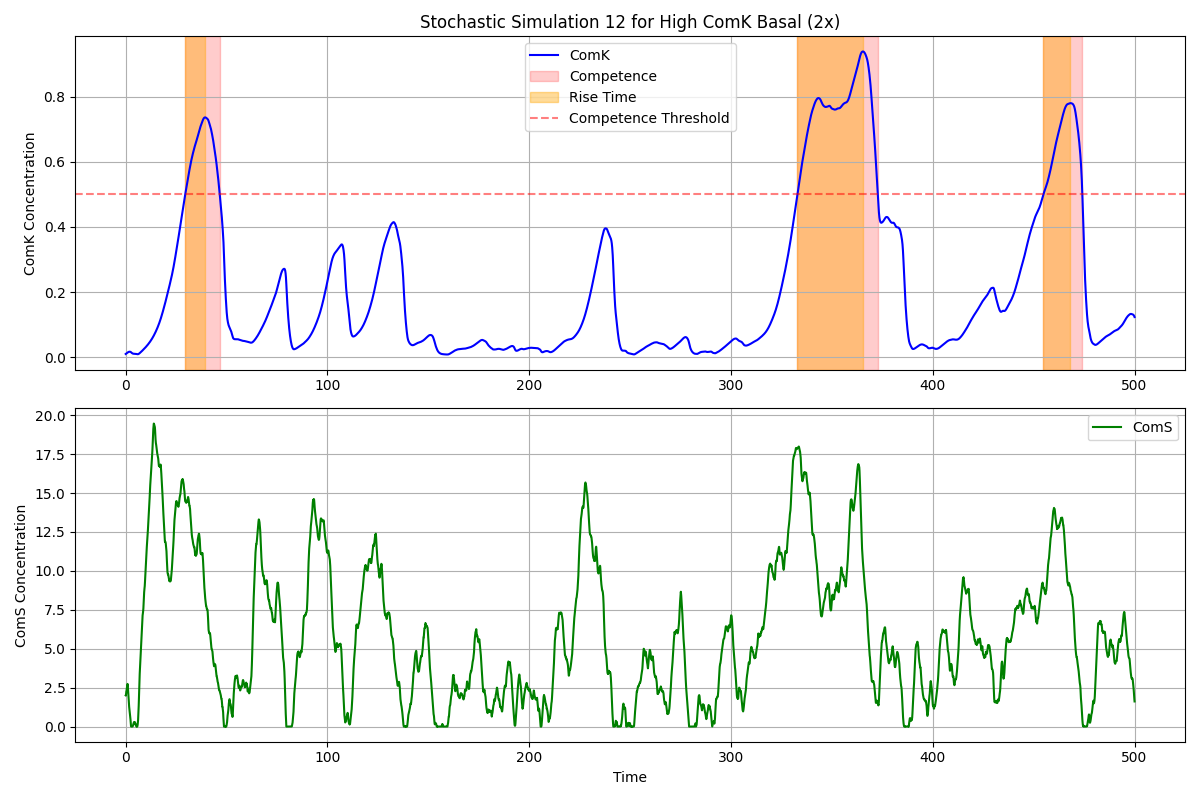 Stochastic Simulation 12 for High ComK Basal (2x)
ComK Concentration
0.8
0.6
0.4
0.2
0.0
ComK
Competence
Rise Time
Competence Threshold
0 100 200 300 400 500
ComS Concentration
20.0
17.5
15.0
12.5
10.0
7.5
5.0
2.5
0.0
ComS
0 100 200 300 400 500
Time